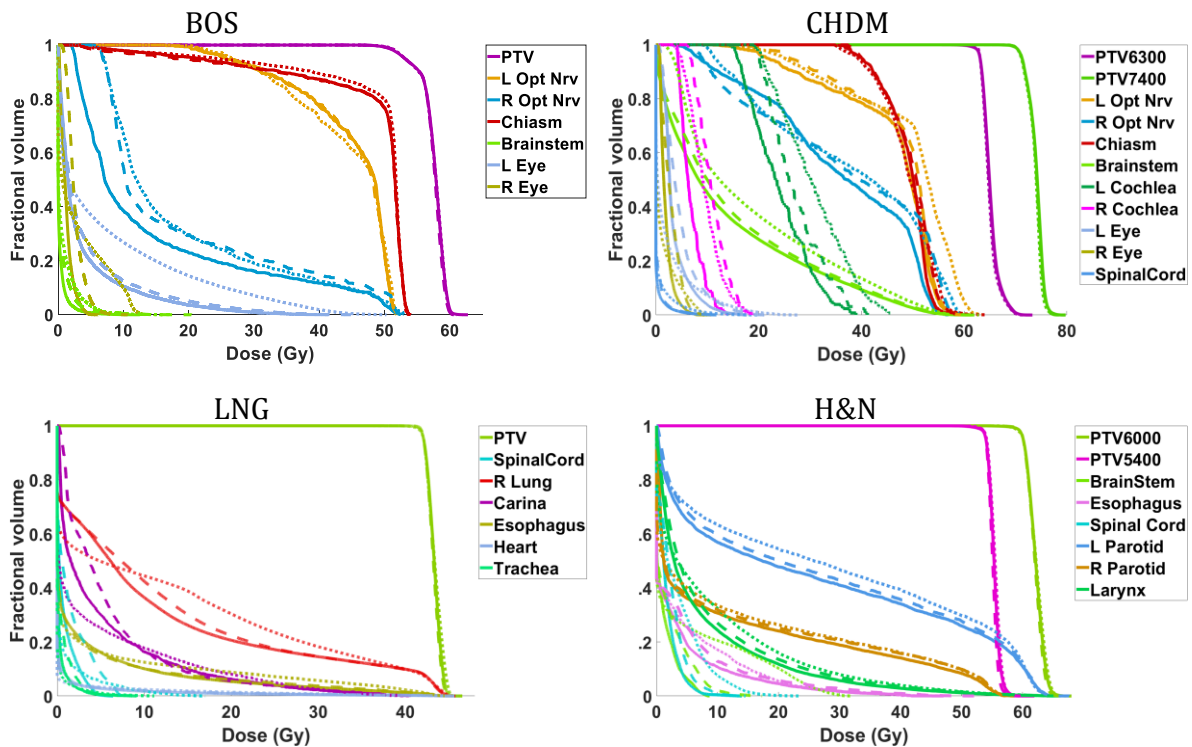 BOS
Fractional volume
1
0.8
0.6
0.4
0.2
0
0 10 20 30 40 50 60
Dose (Gy)
PTV
L Opt Nrv
R Opt Nrv
Chiasm
Brainstem
L Eye
R Eye
CHDM
Fractional volume
1
0.8
0.6
0.4
0.2
0
0 20 40 60 80
Dose (Gy)
PTV6300
PTV7400
L Opt Nrv
R Opt Nrv
Chiasm
Brainstem
L Cochlea
R Cochlea
L Eye
R Eye
SpinalCord
LNG
Fractional volume
1
0.8
0.6
0.4
0.2
0
0 10 20 30 40
Dose (Gy)
PTV
SpinalCord
R Lung
Carina
Esophagus
Heart
Trachea
H&N
1
.8
.6
.4
.2
0
0 10 20 30 40 50 60
Dose (Gy)
PTV6000
PTV5400
BrainStem
Esophagus
Spinal Cord
L Parotid
R Parotid
Larynx